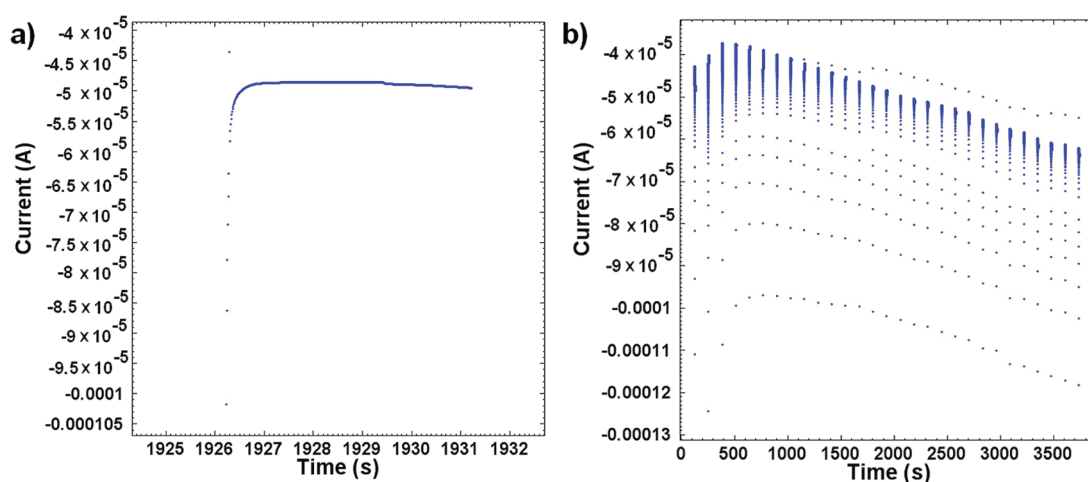 a)
-4 x 10^-5
-4.5 x 10^-5
-5 x 10^-5
-5.5 x 10^-5
-6 x 10^-5
-6.5 x 10^-5
-7 x 10^-5
-7.5 x 10^-5
-8 x 10^-5
-8.5 x 10^-5
-9 x 10^-5
-9.5 x 10^-5
-0.0001
-0.000105
Current (A)
1925 1926 1927 1928 1929 1930 1931 1932
Time (s)
b)
-4 x 10^-5
-5 x 10^-5
-6 x 10^-5
-7 x 10^-5
-8 x 10^-5
-9 x 10^-5
-0.0001
-0.00011
-0.00012
-0.00013
Current (A)
0 500 1000 1500 2000 2500 3000 3500
Time (s)